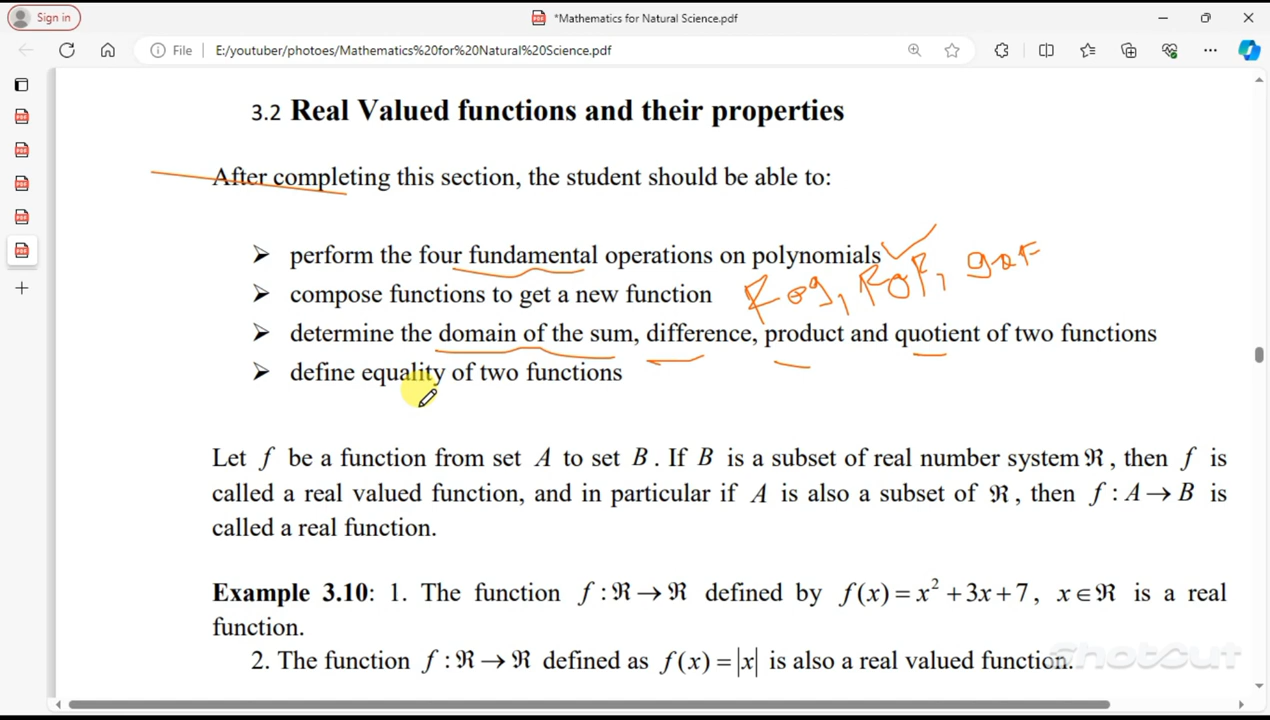 Sign in
*Mathematics for Natural Science.pdf
File
E:/youtuber/photoes/Mathematics%20for%20Natural%20Science.pdf
3.2 Real Valued functions and their properties
After completing this section, the student should be able to:
➢ perform the four fundamental operations on polynomials
➢ compose functions to get a new function
➢ determine the domain of the sum, difference, product and quotient of two functions
➢ define equality of two functions
Let f be a function from set A to set B. If B is a subset of real number system ℜ, then f is
called a real valued function, and in particular if A is also a subset of ℜ, then f : A → B is
called a real function.
Example 3.10: 1. The function f : ℜ → ℜ defined by f(x) = x² + 3x + 7, x ∈ ℜ is a real
function.
2. The function f : ℜ → ℜ defined as f(x) = |x| is also a real valued function.
shotcut